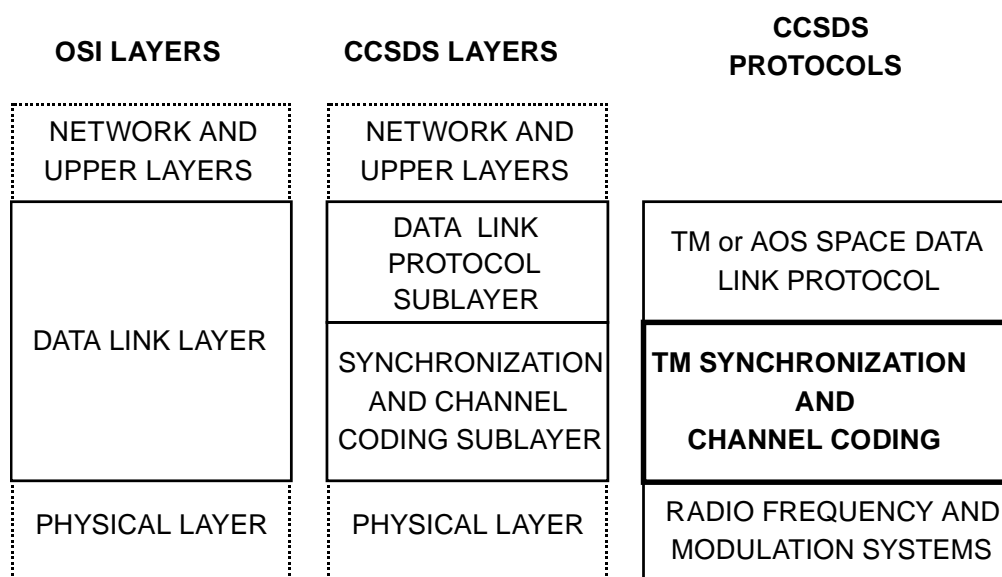 OSI LAYERS
CCSDS LAYERS
CCSDS
PROTOCOLS
NETWORK AND
UPPER LAYERS
NETWORK AND
UPPER LAYERS
DATA LINK LAYER
DATA LINK
PROTOCOL
SUBLAYER
TM or AOS SPACE DATA
LINK PROTOCOL
SYNCHRONIZATION
AND CHANNEL
CODING SUBLAYER
TM SYNCHRONIZATION
AND
CHANNEL CODING
PHYSICAL LAYER
PHYSICAL LAYER
RADIO FREQUENCY AND
MODULATION SYSTEMS